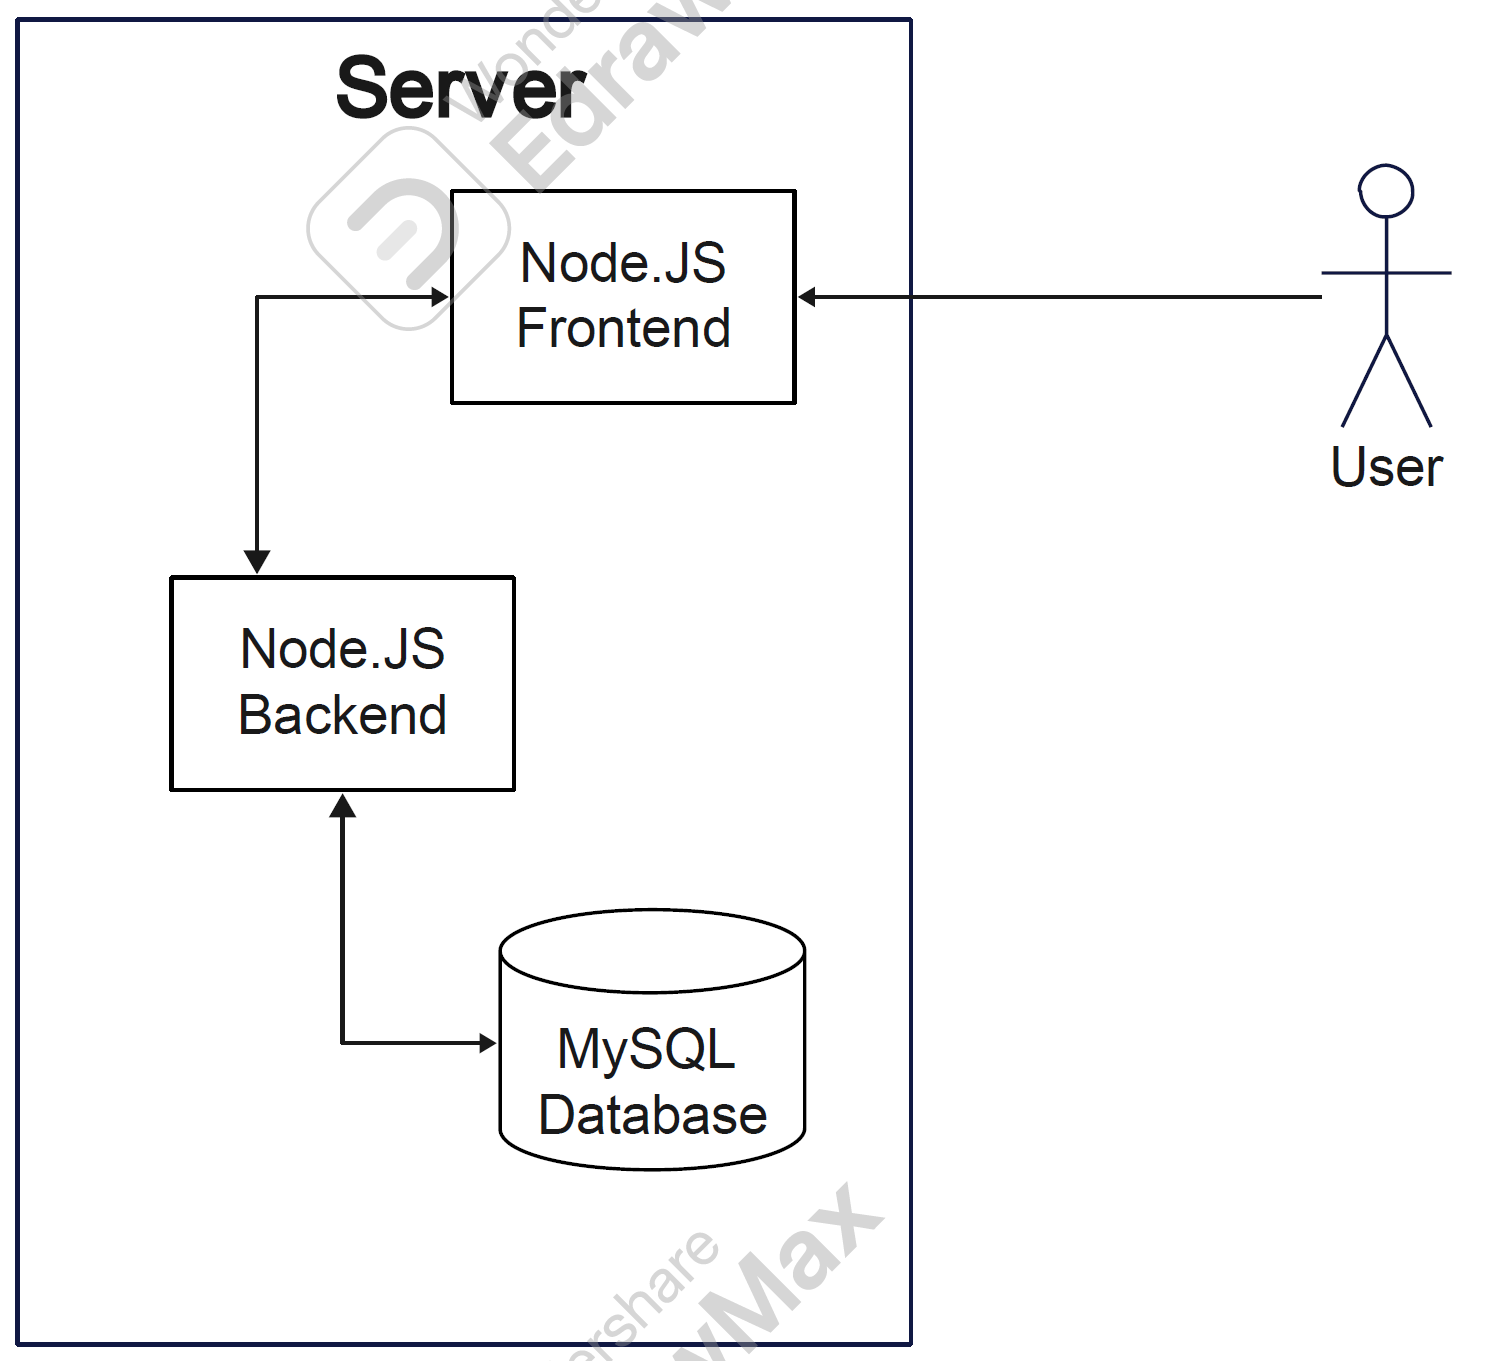 Server
Node.JS
Frontend
User
Node.JS
Backend
MySQL
Database